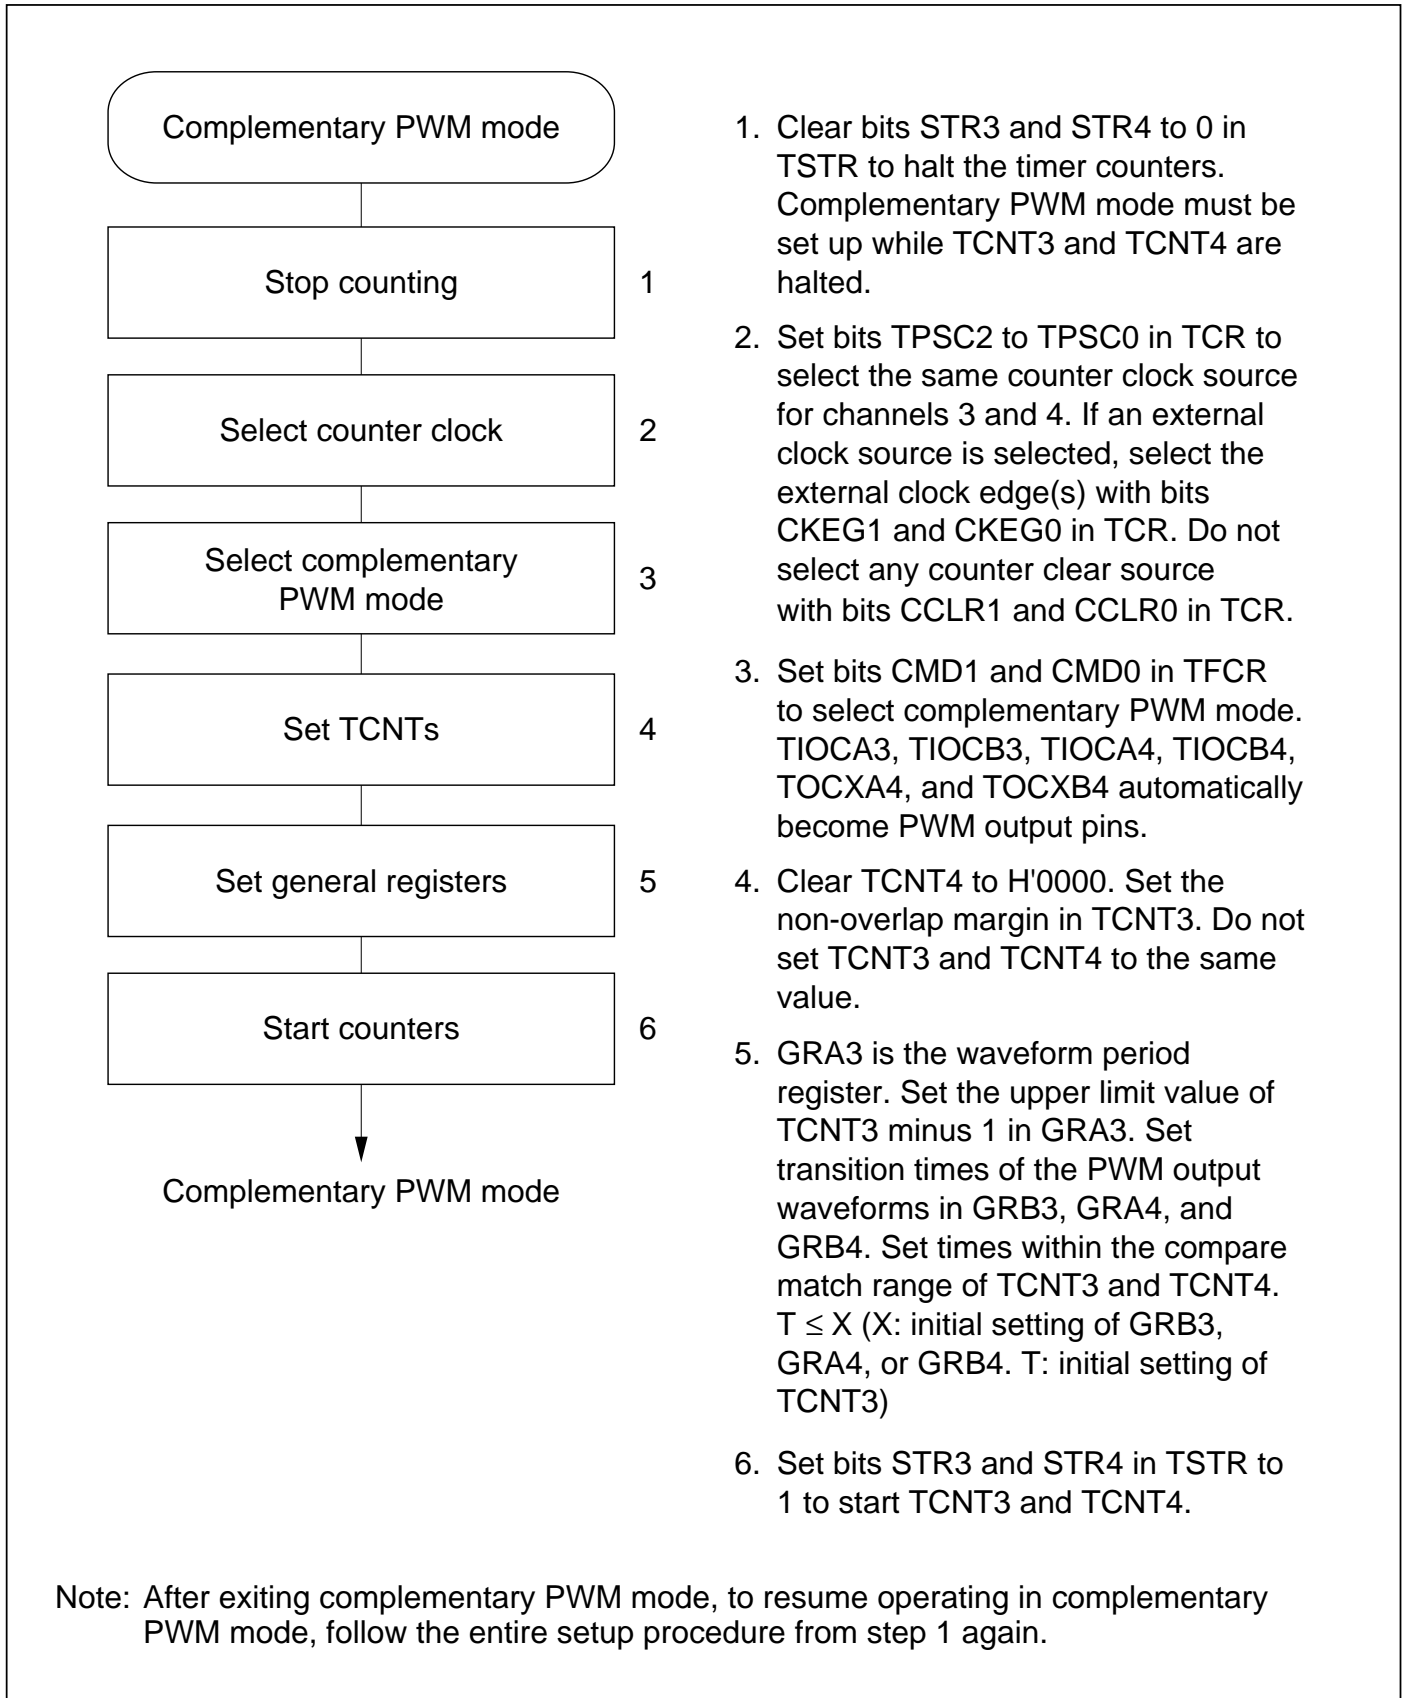 Complementary PWM mode
Stop counting
1
Select counter clock
2
Select complementary
PWM mode
3
Set TCNTs
4
Set general registers
5
Start counters
6
Complementary PWM mode
1. Clear bits STR3 and STR4 to 0 in
TSTR to halt the timer counters.
Complementary PWM mode must be
set up while TCNT3 and TCNT4 are
halted.
2. Set bits TPSC2 to TPSC0 in TCR to
select the same counter clock source
for channels 3 and 4. If an external
clock source is selected, select the
external clock edge(s) with bits
CKEG1 and CKEG0 in TCR. Do not
select any counter clear source
with bits CCLR1 and CCLR0 in TCR.
3. Set bits CMD1 and CMD0 in TFCR
to select complementary PWM mode.
TIOCA3, TIOCB3, TIOCA4, TIOCB4,
TOCXA4, and TOCXB4 automatically
become PWM output pins.
4. Clear TCNT4 to H'0000. Set the
non-overlap margin in TCNT3. Do not
set TCNT3 and TCNT4 to the same
value.
5. GRA3 is the waveform period
register. Set the upper limit value of
TCNT3 minus 1 in GRA3. Set
transition times of the PWM output
waveforms in GRB3, GRA4, and
GRB4. Set times within the compare
match range of TCNT3 and TCNT4.
T ≤ X (X: initial setting of GRB3,
GRA4, or GRB4. T: initial setting of
TCNT3)
6. Set bits STR3 and STR4 in TSTR to
1 to start TCNT3 and TCNT4.
Note: After exiting complementary PWM mode, to resume operating in complementary
PWM mode, follow the entire setup procedure from step 1 again.